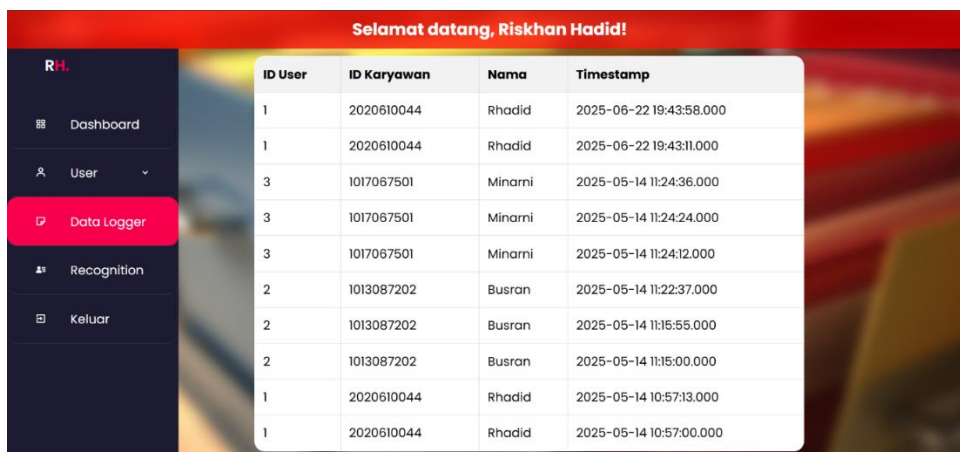 Selamat datang, Riskhan Hadid!
RH.
Dashboard
User
Data Logger
Recognition
Keluar
ID User ID Karyawan Nama Timestamp
1 2020610044 Rhadid 2025-06-22 19:43:58.000
1 2020610044 Rhadid 2025-06-22 19:43:11.000
3 1017067501 Minarni 2025-05-14 11:24:36.000
3 1017067501 Minarni 2025-05-14 11:24:24.000
3 1017067501 Minarni 2025-05-14 11:24:12.000
2 1013087202 Busran 2025-05-14 11:22:37.000
2 1013087202 Busran 2025-05-14 11:15:55.000
2 1013087202 Busran 2025-05-14 11:15:00.000
1 2020610044 Rhadid 2025-05-14 10:57:13.000
1 2020610044 Rhadid 2025-05-14 10:57:00.000